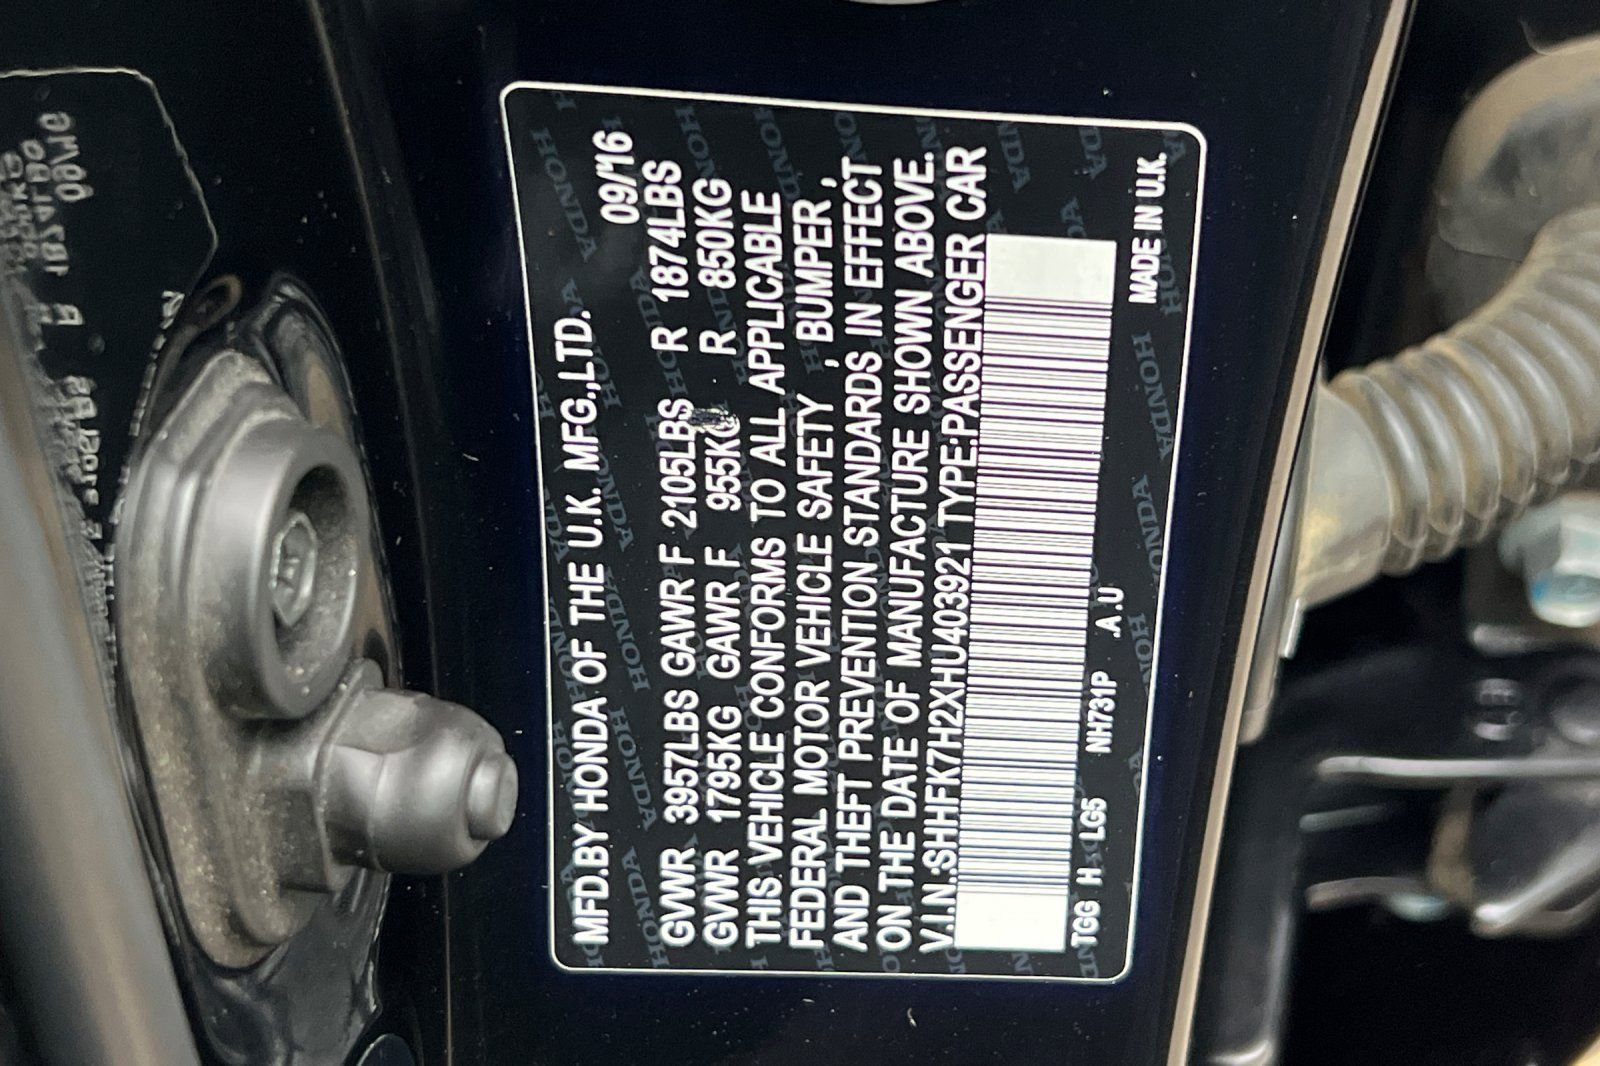 MFD.BY HONDA OF THE U.K. MFG.,LTD. 09/'16
GVWR 3957LBS GAWR F 2105LBS R 1874LBS
GVWR 1795KG GAWR F 955KG R 850KG
THIS VEHICLE CONFORMS TO ALL APPLICABLE
FEDERAL MOTOR VEHICLE SAFETY , BUMPER ,
AND THEFT PREVENTION STANDARDS IN EFFECT
ON THE DATE OF MANUFACTURE SHOWN ABOVE.
V.I.N.:SHHFK7H2XHU403921 TYPE:PASSENGER CAR
TGG H LG5 NH731P .A.U MADE IN U.K.